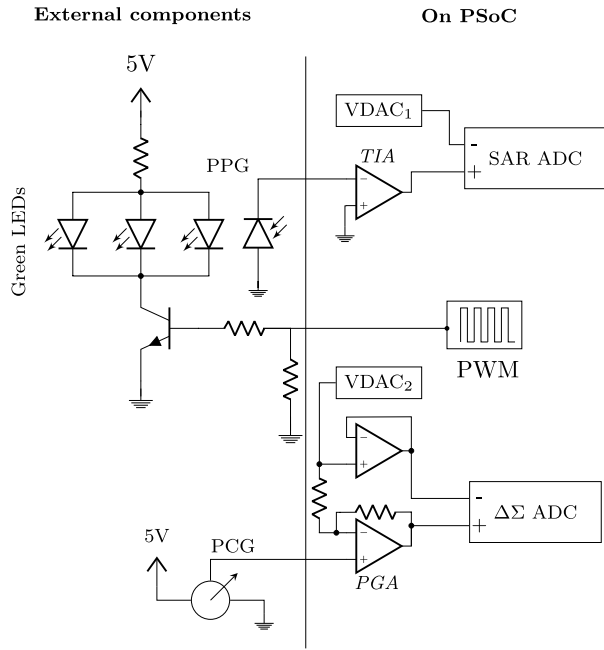 External components
On PSoC
5V
VDAC₁
PPG
TIA
-
SAR ADC
+
-
+
Green LEDs
PWM
VDAC₂
-
+
-
ΔΣ ADC
+
-
+
5V
PCG
PGA